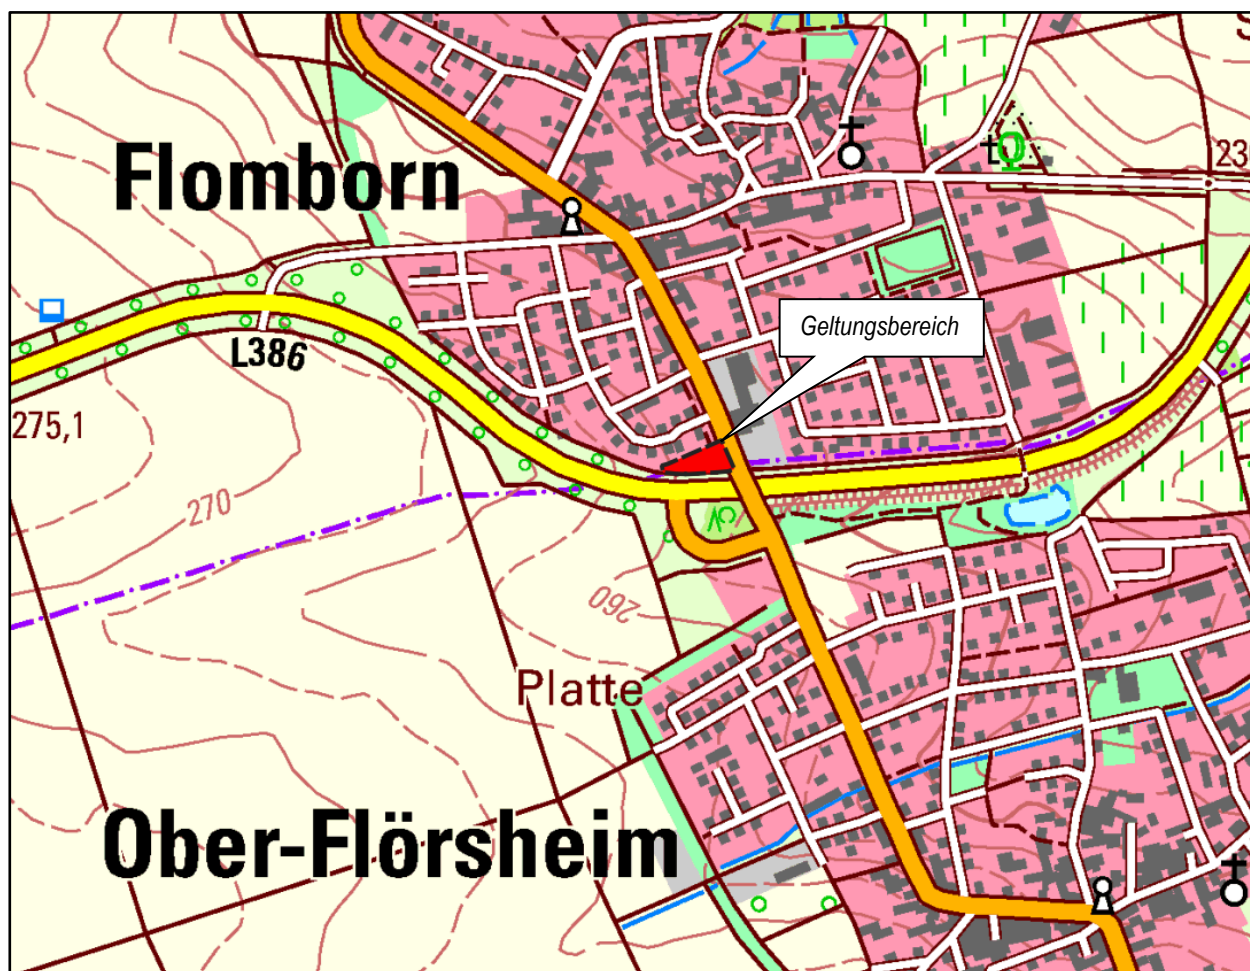 Flomborn
230
Geltungsbereich
L386
275,1
270
260
Platte
Ober-Flörsheim